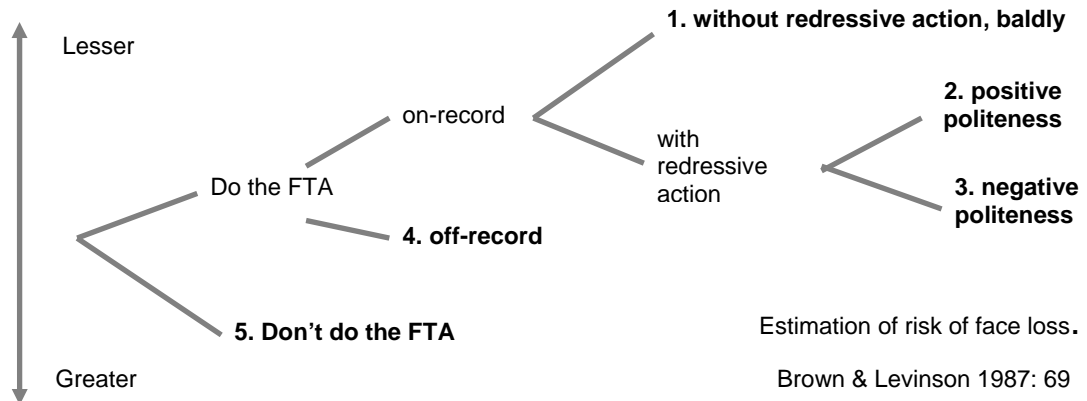 1. without redressive action, baldly
Lesser
2. positive
politeness
on-record
with
redressive
action
Do the FTA
3. negative
politeness
4. off-record
5. Don't do the FTA
Estimation of risk of face loss.
Greater
Brown & Levinson 1987: 69